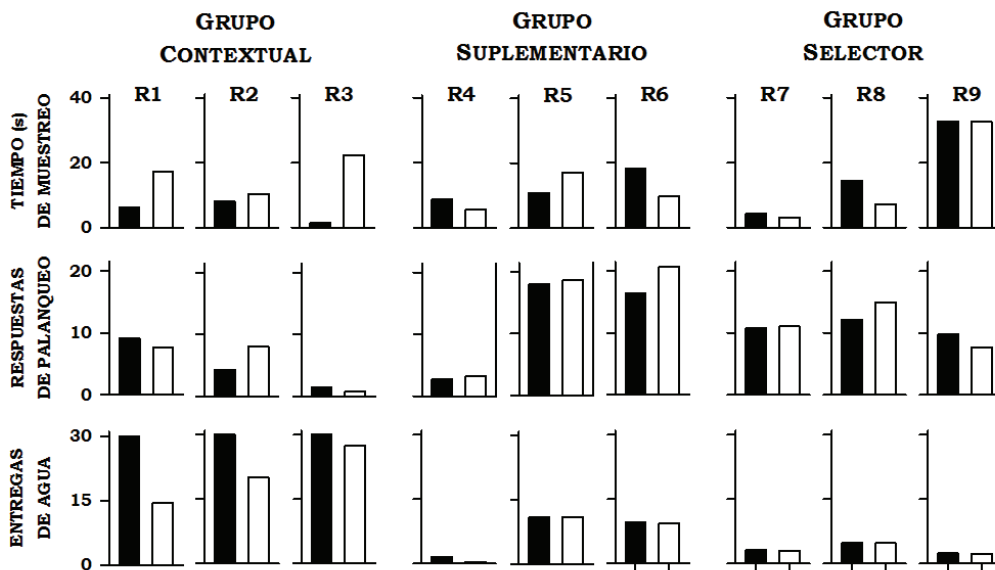 GRUPO CONTEXTUAL
GRUPO SUPLEMENTARIO
GRUPO SELECTOR
TIEMPO (s) DE MUESTREO
40
20
0
R1
R2
R3
R4
R5
R6
R7
R8
R9
RESPUESTAS DE PALANQUEO
20
10
0
ENTREGAS DE AGUA
30
15
0